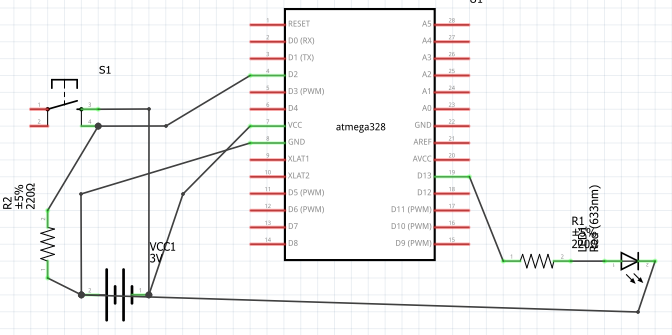 U1
1 RESET A5 28
2 D0 (RX) A4 27
3 D1 (TX) A3 26
4 D2 A2 25
5 D3 (PWM) A1 24
6 D4 A0 23
7 VCC GND 22
8 GND AREF 21
9 XLAT1 AVCC 20
10 XLAT2 D13 19
11 D5 (PWM) D12 18
12 D6 (PWM) D11 (PWM) 17
13 D7 D10 (PWM) 16
14 D8 D9 (PWM) 15
atmega328
S1
1 3
2 4
R2
±5%
220Ω
2
1
VCC1
3V
2 1
R1
220Ω
(633nm)
1 2